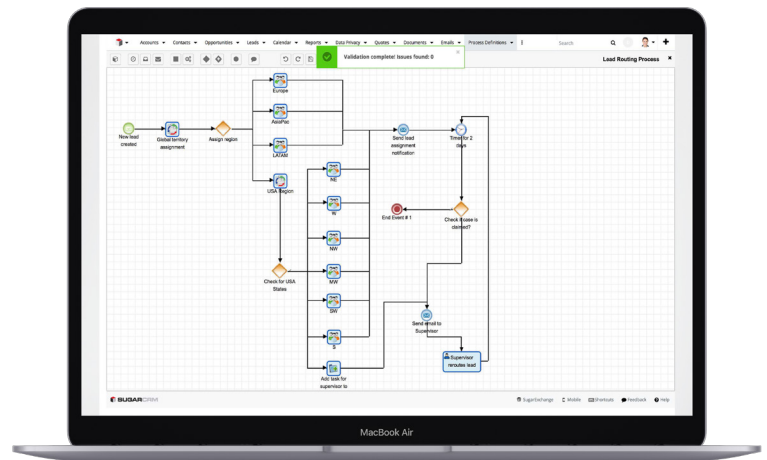 Accounts Contacts Opportunities Leads Calendar Reports Data Privacy Quotes Documents Emails Process Definitions Search
Validation complete! Issues found: 0
Lead Routing Process
New lead
created
Global territory
assignment
Assign region
Europe
AsiaPac
LATAM
USA Region
Send lead
assignment
notification
Timer for 2
days
NE
NW
MW
SW
S
End Event # 1
Check if case is
claimed?
Check for USA
States
Send email to
Supervisor
Supervisor
reroutes lead
Add task for
supervisor to
SUGARCRM
SugarExchange Mobile Shortcuts Feedback Help
MacBook Air